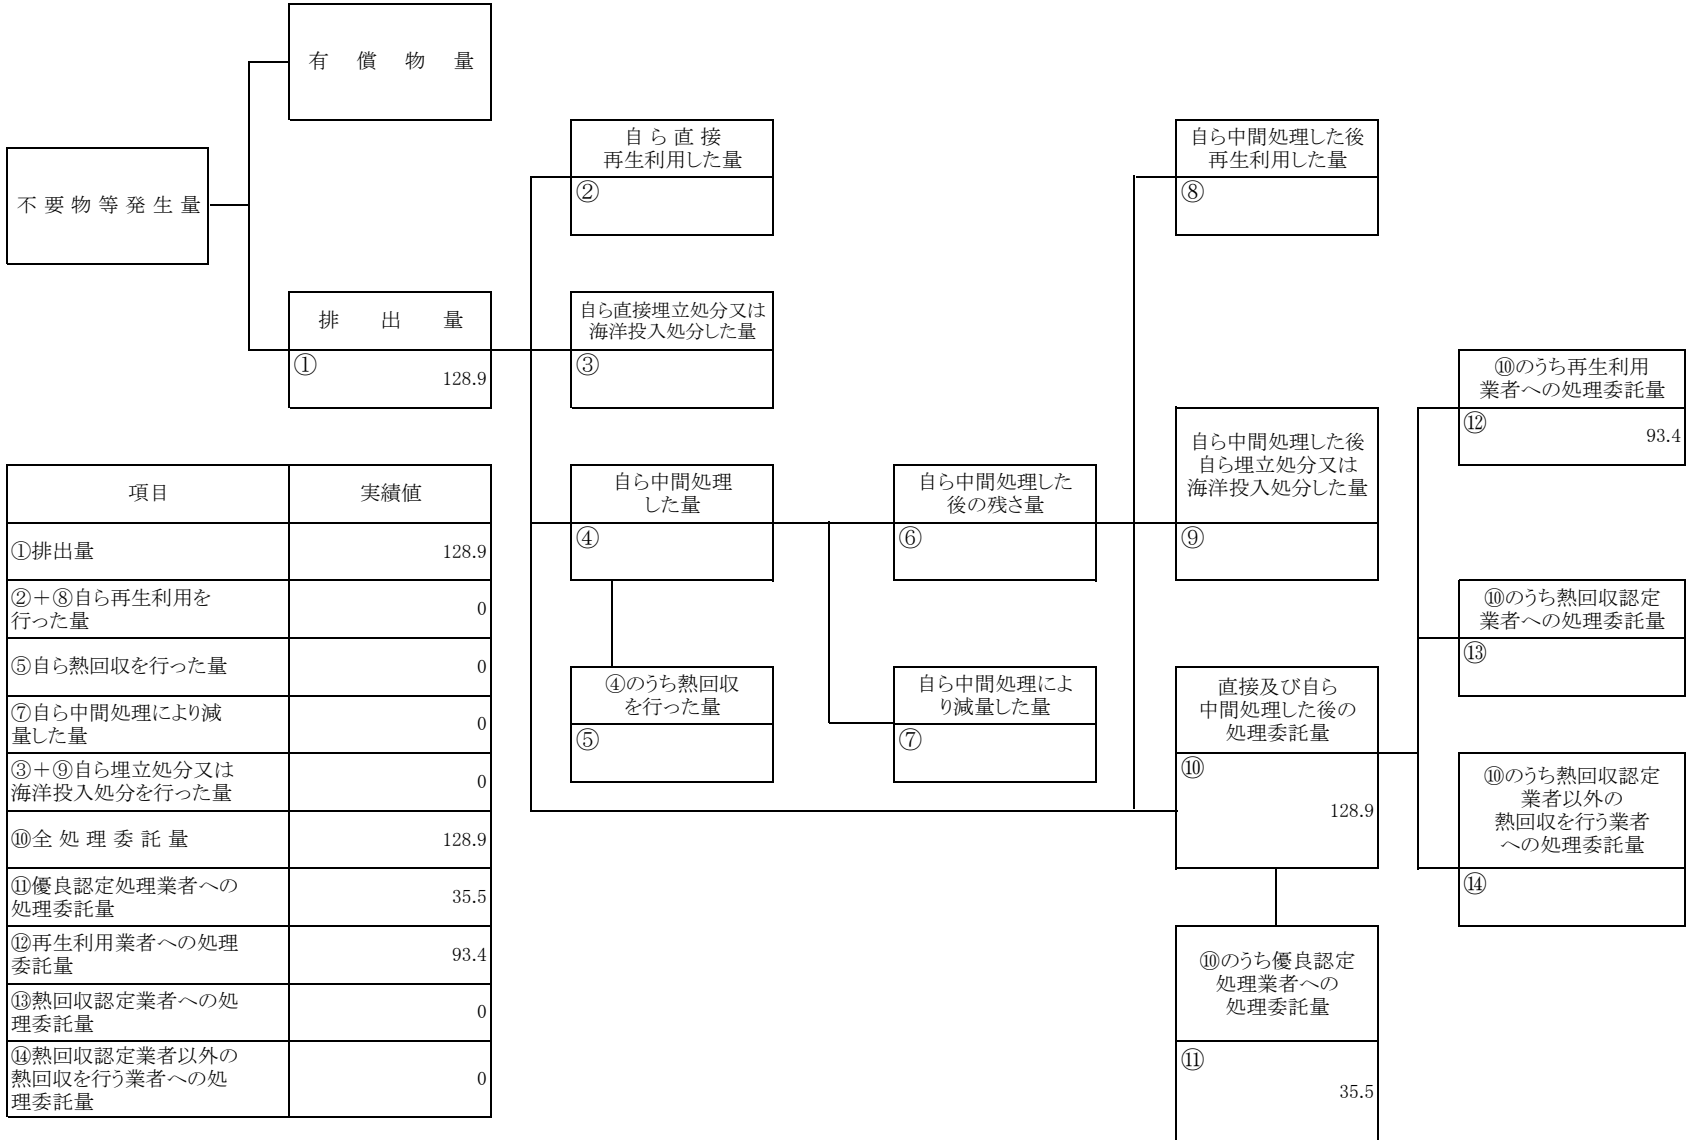 有償物量
不要物等発生量
排出量
①
128.9
自ら直接
再生利用した量
②
自ら直接埋立処分又は
海洋投入処分した量
③
自ら中間処理
した量
④
④のうち熱回収
を行った量
⑤
自ら中間処理した
後の残さ量
⑥
自ら中間処理によ
り減量した量
⑦
自ら中間処理した後
再生利用した量
⑧
自ら中間処理した後
自ら埋立処分又は
海洋投入処分した量
⑨
直接及び自ら
中間処理した後の
処理委託量
⑩
128.9
⑩のうち優良認定
処理業者への
処理委託量
⑪
35.5
⑩のうち再生利用
業者への処理委託量
⑫
93.4
⑩のうち熱回収認定
業者への処理委託量
⑬
⑩のうち熱回収認定
業者以外の
熱回収を行う業者
への処理委託量
⑭
項目 実績値
①排出量 128.9
②＋⑧自ら再生利用を
行った量 0
⑤自ら熱回収を行った量 0
⑦自ら中間処理により減
量した量 0
③＋⑨自ら埋立処分又は
海洋投入処分を行った量 0
⑩全処理委託量 128.9
⑪優良認定処理業者への
処理委託量 35.5
⑫再生利用業者への処理
委託量 93.4
⑬熱回収認定業者への処
理委託量 0
⑭熱回収認定業者以外の
熱回収を行う業者への処
理委託量 0